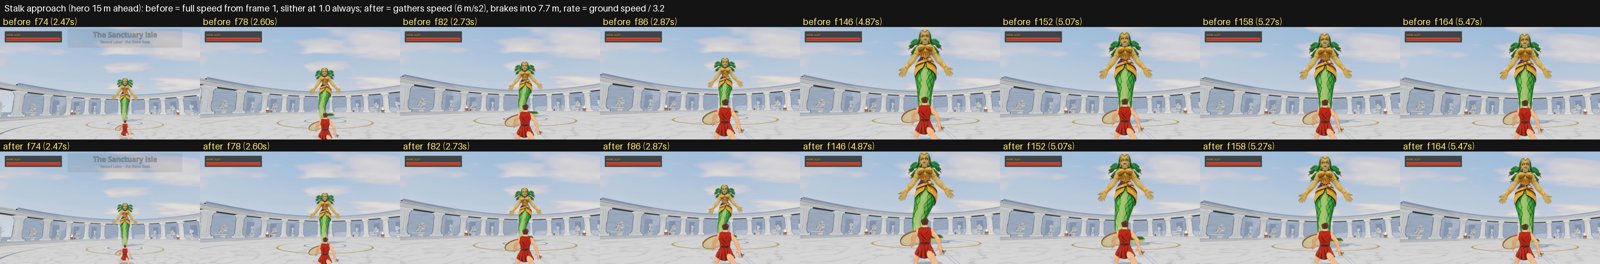 Stalk approach (hero 15 m ahead): before = full speed from frame 1, slither at 1.0 always; after = gathers speed (6 m/s2), brakes into 7.7 m, rate = ground speed / 3.2
before f74 (2.47s)
before f78 (2.60s)
before f82 (2.73s)
before f86 (2.87s)
before f146 (4.87s)
before f152 (5.07s)
before f158 (5.27s)
before f164 (5.47s)
The Sanctuary Isle
after f74 (2.47s)
after f78 (2.60s)
after f82 (2.73s)
after f86 (2.87s)
after f146 (4.87s)
after f152 (5.07s)
after f158 (5.27s)
after f164 (5.47s)
The Sanctuary Isle